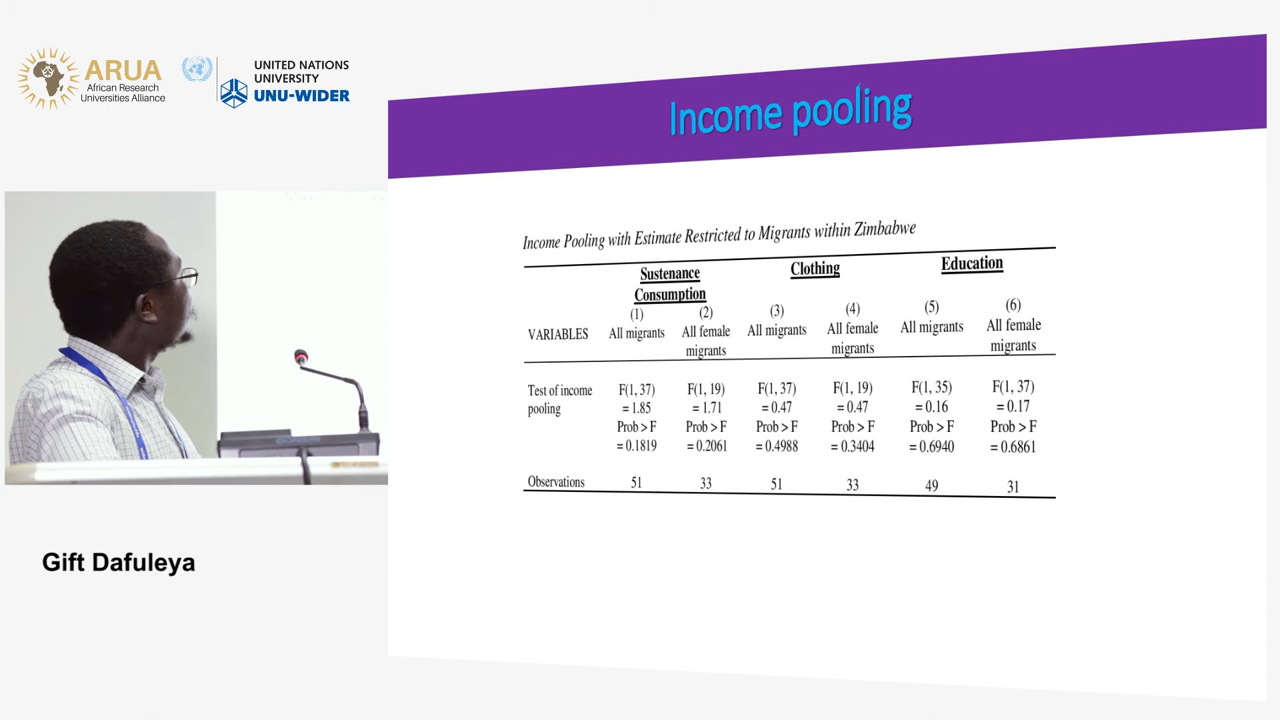 ARUA
African Research
Universities Alliance
UNITED NATIONS
UNIVERSITY
UNU-WIDER
Income pooling
Income Pooling with Estimate Restricted to Migrants within Zimbabwe
Sustenance Consumption Clothing Education
VARIABLES (1) All migrants (2) All female migrants (3) All migrants (4) All female migrants (5) All migrants (6) All female migrants
Test of income pooling F(1, 37) F(1, 19) F(1, 37) F(1, 19) F(1, 35) F(1, 37)
= 1.85 = 1.71 = 0.47 = 0.47 = 0.16 = 0.17
Prob > F Prob > F Prob > F Prob > F Prob > F Prob > F
= 0.1819 = 0.2061 = 0.4988 = 0.3404 = 0.6940 = 0.6861
Observations 51 33 51 33 49 31
Gift Dafuleya